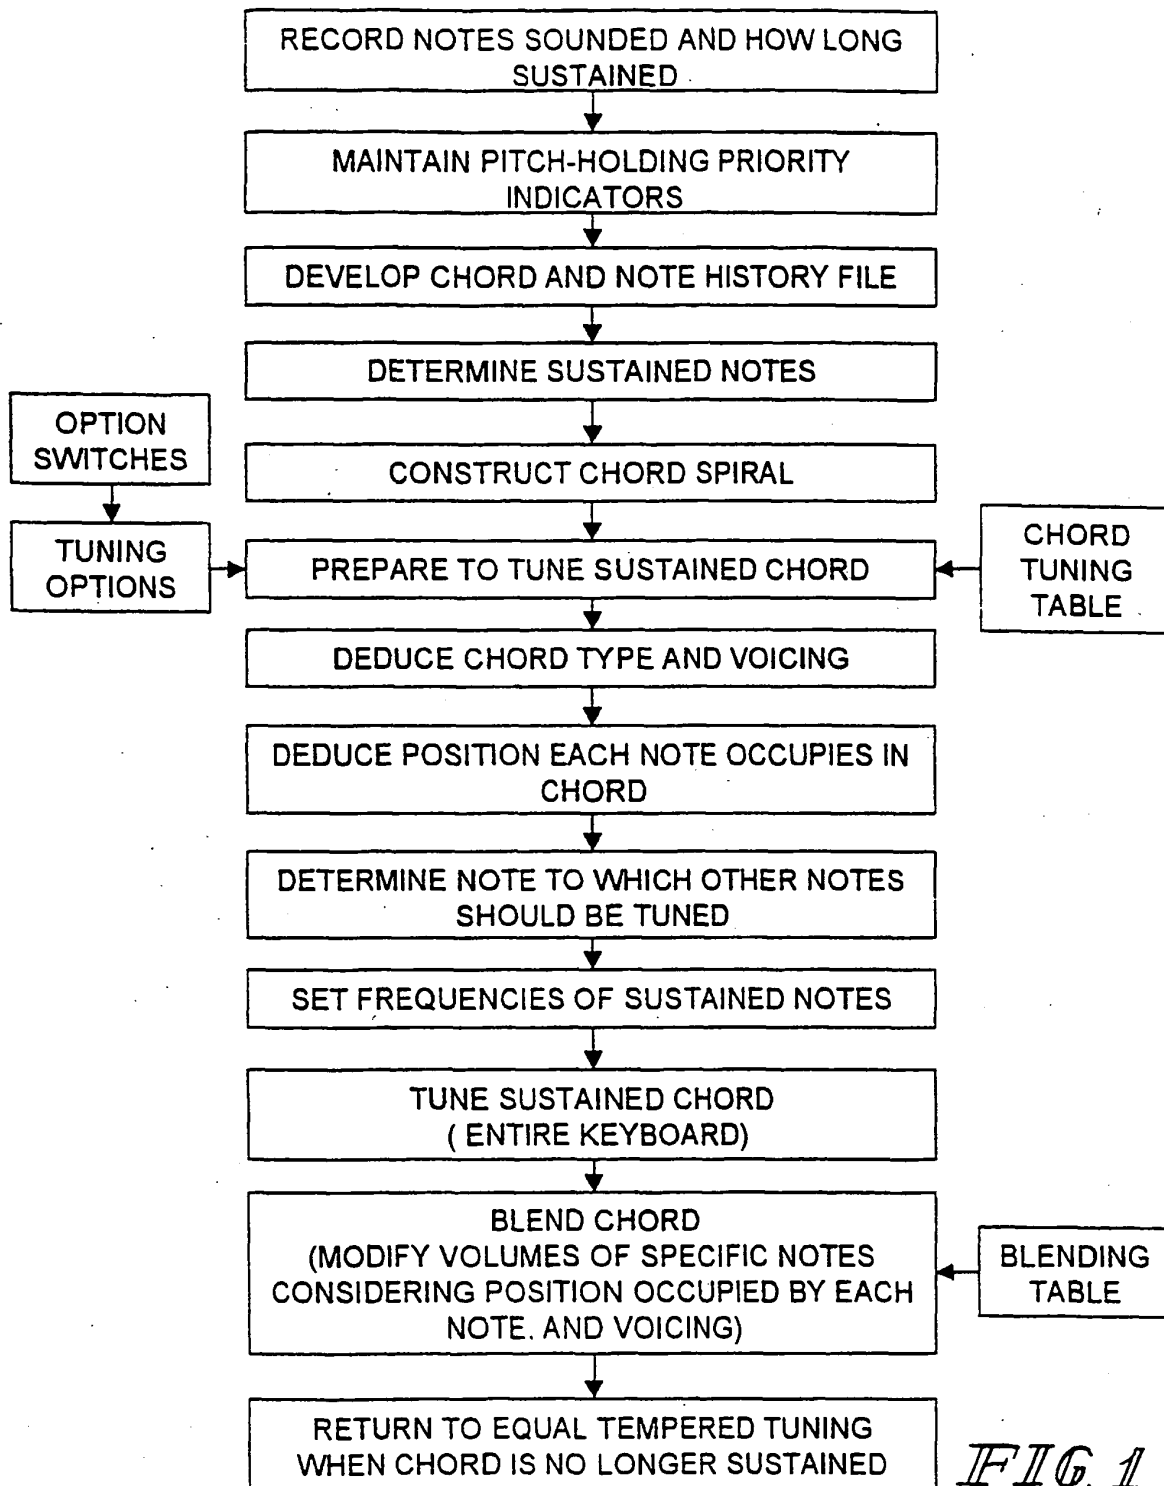 RECORD NOTES SOUNDED AND HOW LONG
SUSTAINED
MAINTAIN PITCH-HOLDING PRIORITY
INDICATORS
DEVELOP CHORD AND NOTE HISTORY FILE
DETERMINE SUSTAINED NOTES
OPTION
SWITCHES
CONSTRUCT CHORD SPIRAL
TUNING
OPTIONS
PREPARE TO TUNE SUSTAINED CHORD
CHORD
TUNING
TABLE
DEDUCE CHORD TYPE AND VOICING
DEDUCE POSITION EACH NOTE OCCUPIES IN
CHORD
DETERMINE NOTE TO WHICH OTHER NOTES
SHOULD BE TUNED
SET FREQUENCIES OF SUSTAINED NOTES
TUNE SUSTAINED CHORD
( ENTIRE KEYBOARD)
BLEND CHORD
(MODIFY VOLUMES OF SPECIFIC NOTES
CONSIDERING POSITION OCCUPIED BY EACH
NOTE. AND VOICING)
BLENDING
TABLE
RETURN TO EQUAL TEMPERED TUNING
WHEN CHORD IS NO LONGER SUSTAINED
FIG. 1